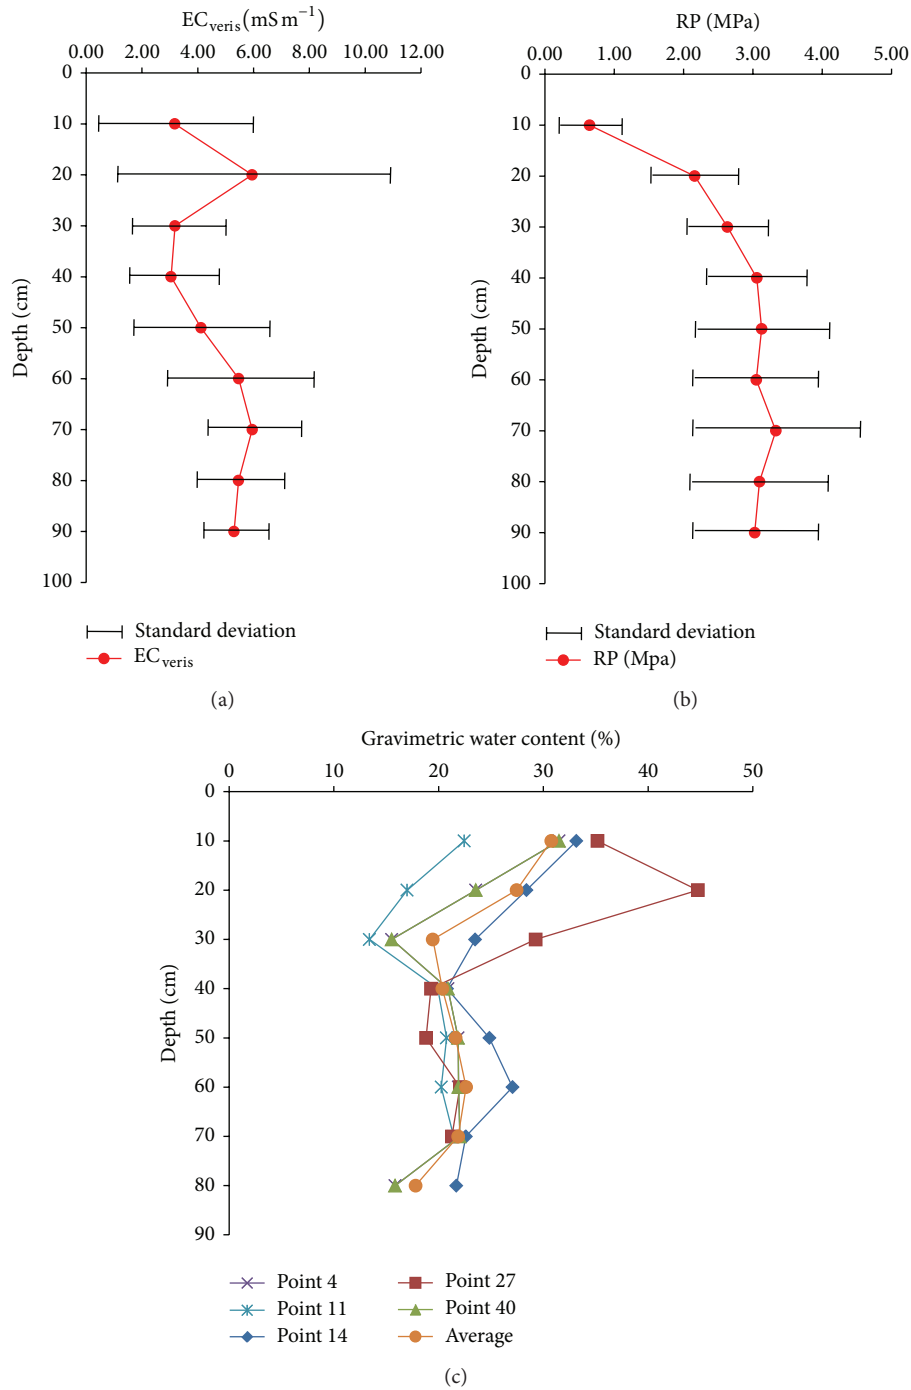 EC_veris (mS m⁻¹)
0.00 2.00 4.00 6.00 8.00 10.00 12.00
0
10
20
30
40
50
60
70
80
90
100
Depth (cm)
Standard deviation
EC_veris
(a)
RP (MPa)
0.00 1.00 2.00 3.00 4.00 5.00
0
10
20
30
40
50
60
70
80
90
100
Depth (cm)
Standard deviation
RP (Mpa)
(b)
Gravimetric water content (%)
0 10 20 30 40 50
0
10
20
30
40
50
60
70
80
90
Depth (cm)
Point 4
Point 11
Point 14
Point 27
Point 40
Average
(c)